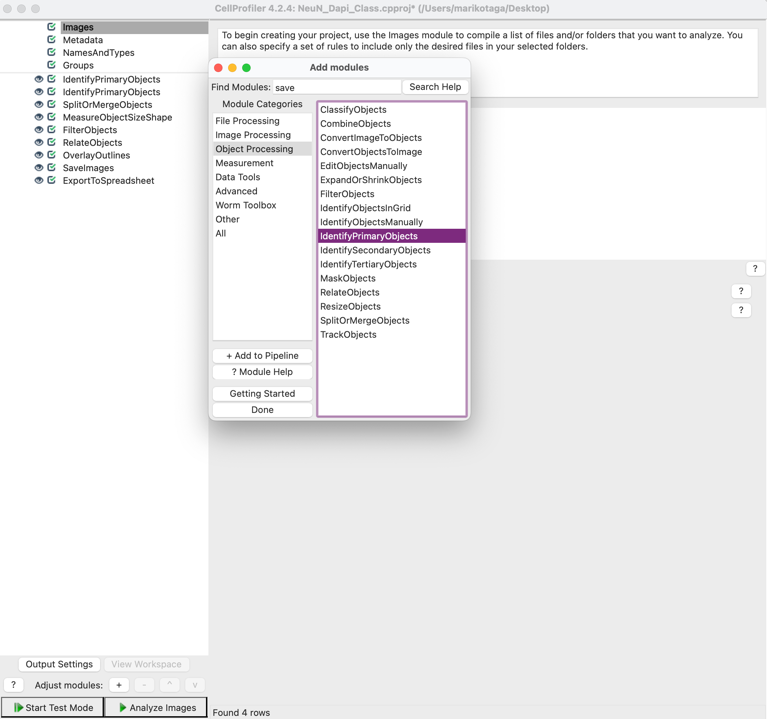 CellProfiler 4.2.4: NeuN_Dapi_Class.cpproj* (/Users/marikotaga/Desktop)
Images
Metadata
NamesAndTypes
Groups
IdentifyPrimaryObjects
IdentifyPrimaryObjects
SplitOrMergeObjects
MeasureObjectSizeShape
FilterObjects
RelateObjects
OverlayOutlines
SaveImages
ExportToSpreadsheet
To begin creating your project, use the Images module to compile a list of files and/or folders that you want to analyze. You
can also specify a set of rules to include only the desired files in your selected folders.
Add modules
Find Modules: save Search Help
Module Categories
File Processing
Image Processing
Object Processing
Measurement
Data Tools
Advanced
Worm Toolbox
Other
All
+ Add to Pipeline
? Module Help
Getting Started
Done
ClassifyObjects
CombineObjects
ConvertImageToObjects
ConvertObjectsToImage
EditObjectsManually
ExpandOrShrinkObjects
FilterObjects
IdentifyObjectsInGrid
IdentifyObjectsManually
IdentifyPrimaryObjects
IdentifySecondaryObjects
IdentifyTertiaryObjects
MaskObjects
RelateObjects
ResizeObjects
SplitOrMergeObjects
TrackObjects
?
?
?
Output Settings View Workspace
? Adjust modules: + - ^ v
Start Test Mode Analyze Images
Found 4 rows